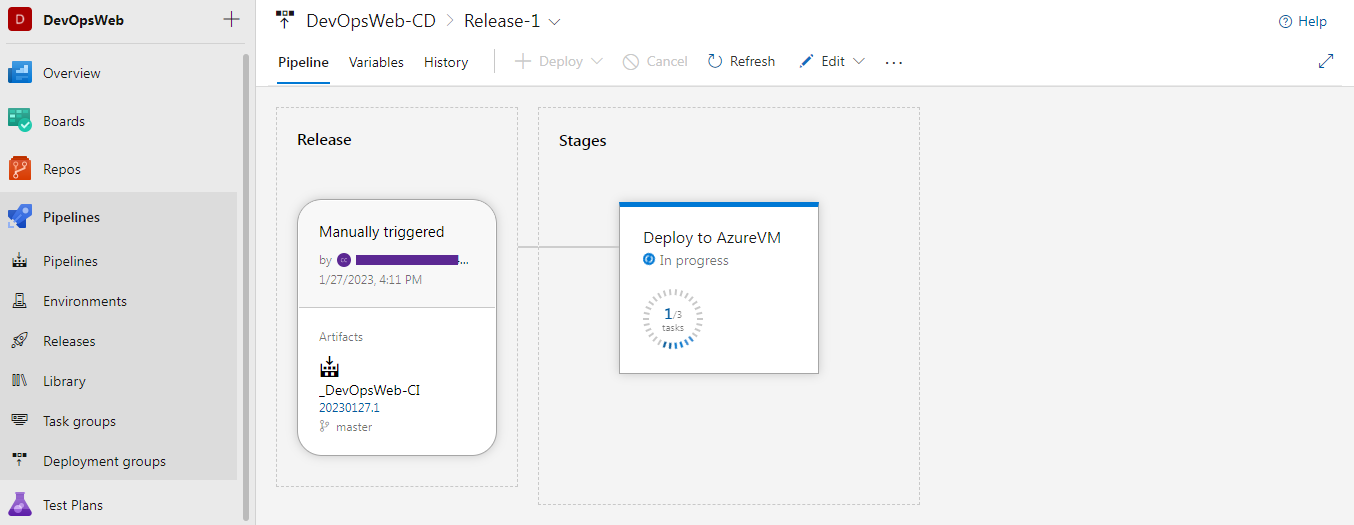 D DevOpsWeb +
Overview
Boards
Repos
Pipelines
Pipelines
Environments
Releases
Library
Task groups
Deployment groups
Test Plans
DevOpsWeb-CD > Release-1
Help
Pipeline Variables History Deploy Cancel Refresh Edit ...
Release
Manually triggered
by CC ...
1/27/2023, 4:11 PM
Artifacts
_DevOpsWeb-CI
20230127.1
master
Stages
Deploy to AzureVM
In progress
1/3
tasks